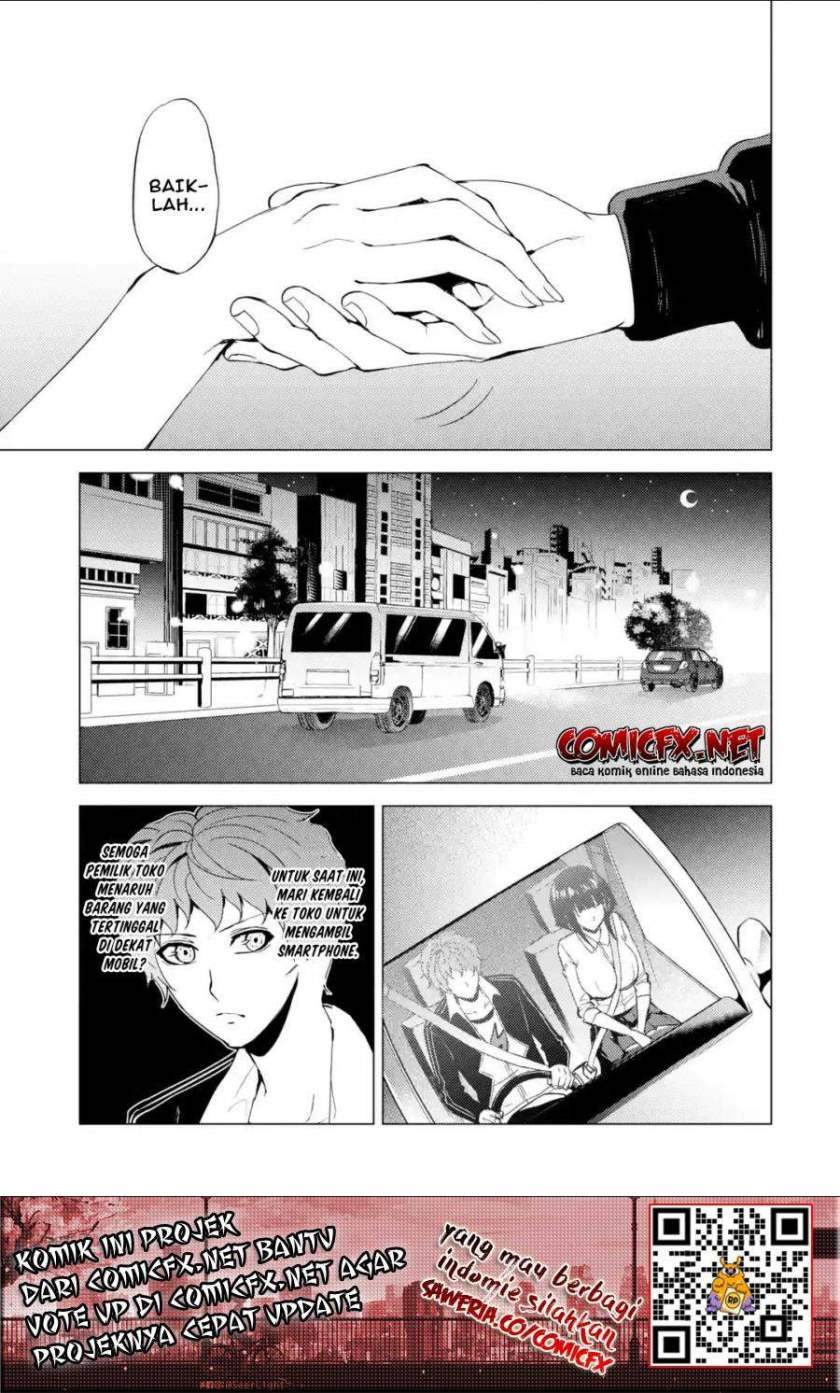 BAIK-
LAH...
COMICFX.NET
Baca Komik Online Bahasa Indonesia
SEMOGA
PEMILIK TOKO
MENARUH
BARANG YANG
TERTINGGAL
DI DEKAT
MOBIL?
UNTUK SAAT INI,
MARI KEMBALI
KE TOKO UNTUK
MENGAMBIL
SMARTPHONE.
KOMIK INI PROJEK
DARI COMICFX.NET BANTU
VOTE VP DI COMICFX.NET AGAR
PROJEKNYA CEPAT UPDATE
yang mau berbagi
indomie silahkan
SAWERIA.CO/COMICFX
RP